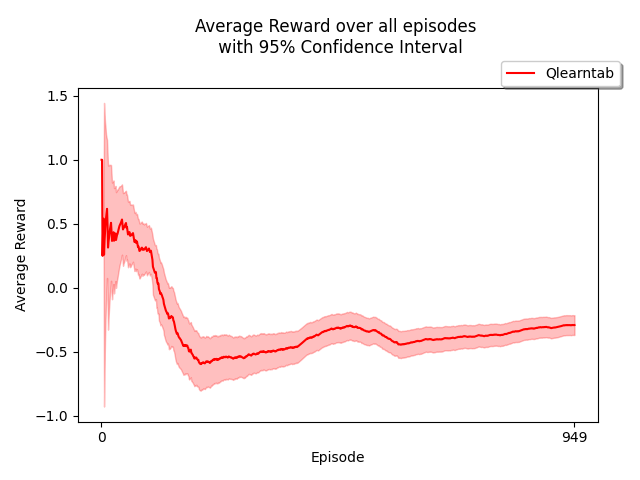 Average Reward over all episodes
with 95% Confidence Interval
Qlearntab
1.5
1.0
0.5
0.0
−0.5
−1.0
Average Reward
0
949
Episode